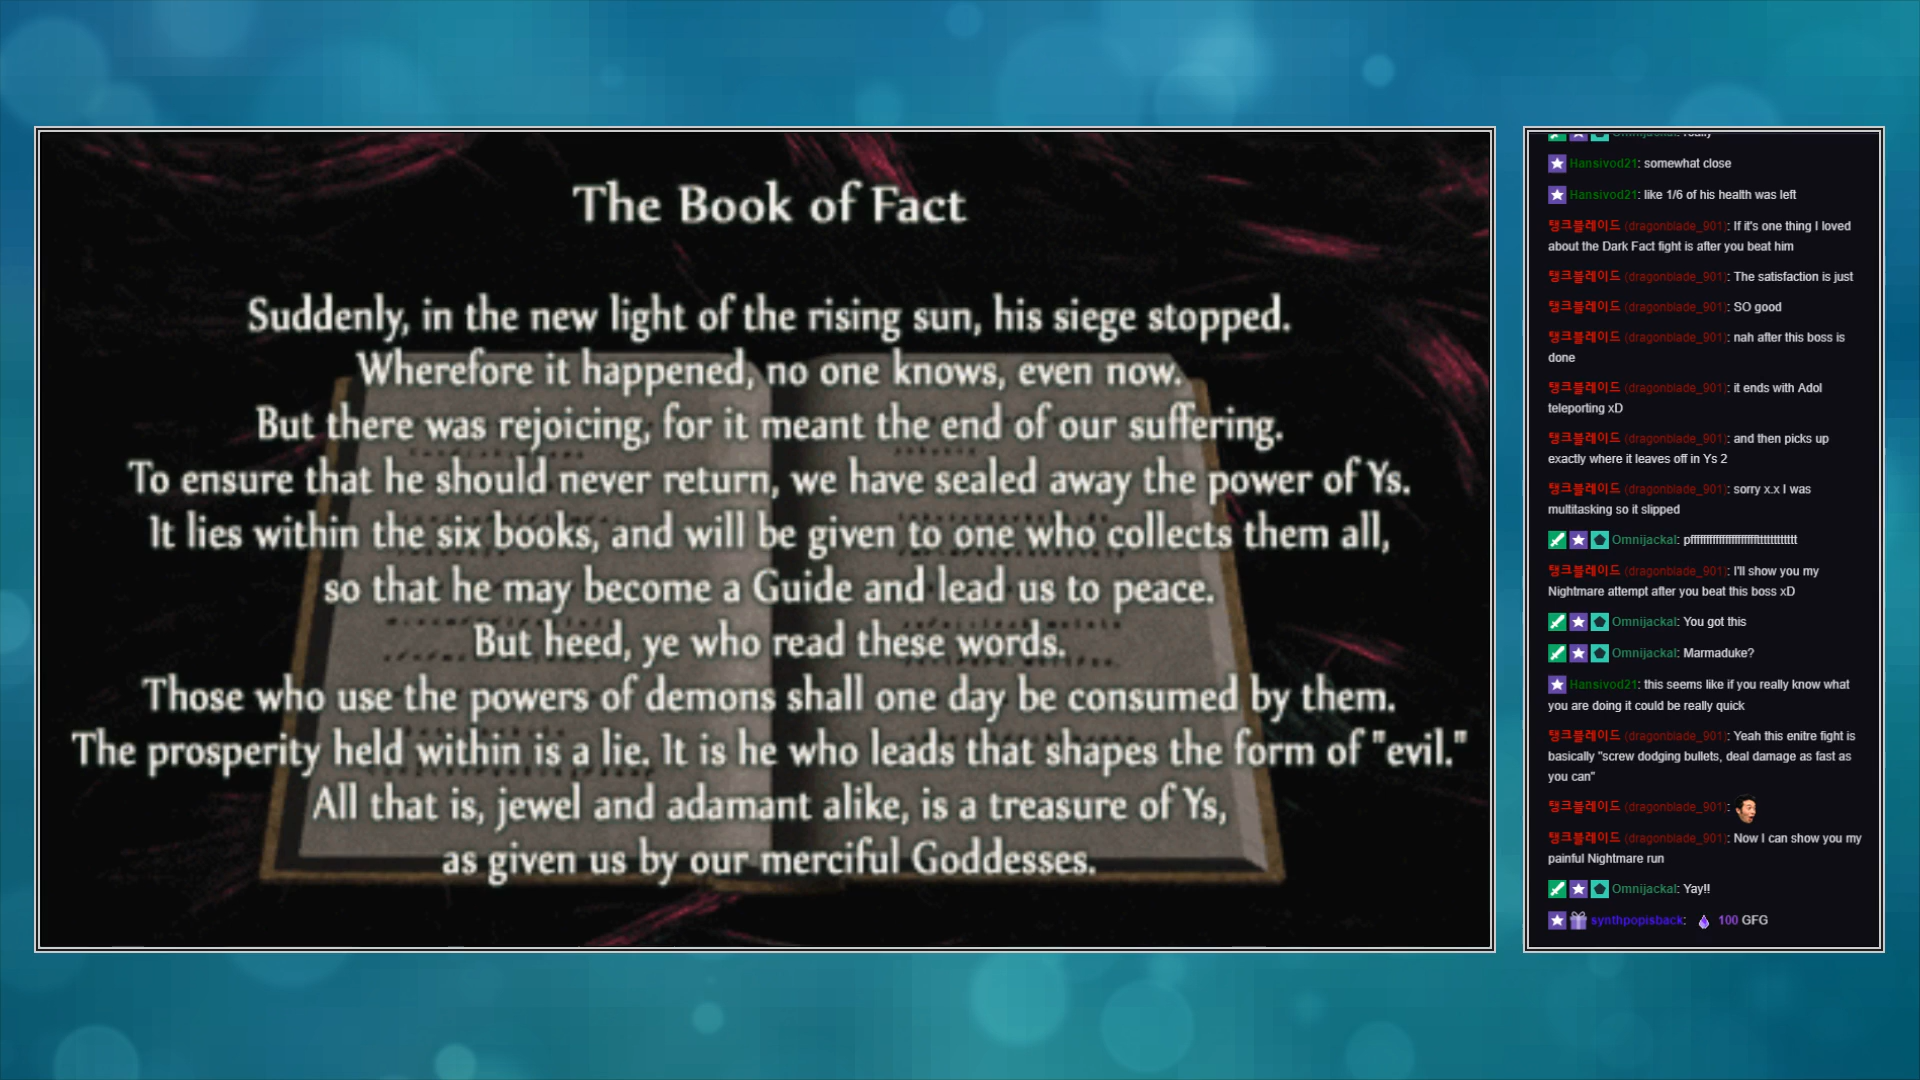 The Book of Fact
Suddenly, in the new light of the rising sun, his siege stopped.
Wherefore it happened, no one knows, even now.
But there was rejoicing, for it meant the end of our suffering.
To ensure that he should never return, we have sealed away the power of Ys.
It lies within the six books, and will be given to one who collects them all,
so that he may become a Guide and lead us to peace.
But heed, ye who read these words.
Those who use the powers of demons shall one day be consumed by them.
The prosperity held within is a lie. It is he who leads that shapes the form of "evil."
All that is, jewel and adamant alike, is a treasure of Ys,
as given us by our merciful Goddesses.
Hansivod21: somewhat close
Hansivod21: like 1/6 of his health was left
탱크블레이드 (dragonblade_901): If it's one thing I loved
about the Dark Fact fight is after you beat him
탱크블레이드 (dragonblade_901): The satisfaction is just
탱크블레이드 (dragonblade_901): SO good
탱크블레이드 (dragonblade_901): nah after this boss is
done
탱크블레이드 (dragonblade_901): it ends with Adol
teleporting xD
탱크블레이드 (dragonblade_901): and then picks up
exactly where it leaves off in Ys 2
탱크블레이드 (dragonblade_901): sorry x.x I was
multitasking so it slipped
Omnijackal:
탱크블레이드 (dragonblade_901): I'll show you my
Nightmare attempt after you beat this boss xD
Omnijackal: You got this
Omnijackal: Marmaduke?
Hansivod21: this seems like if you really know what
you are doing it could be really quick
탱크블레이드 (dragonblade_901): Yeah this enitre fight is
basically "screw dodging bullets, deal damage as fast as
you can"
탱크블레이드 (dragonblade_901):
탱크블레이드 (dragonblade_901): Now I can show you my
painful Nightmare run
Omnijackal: Yay!!
synthpopisback: 100 GFG